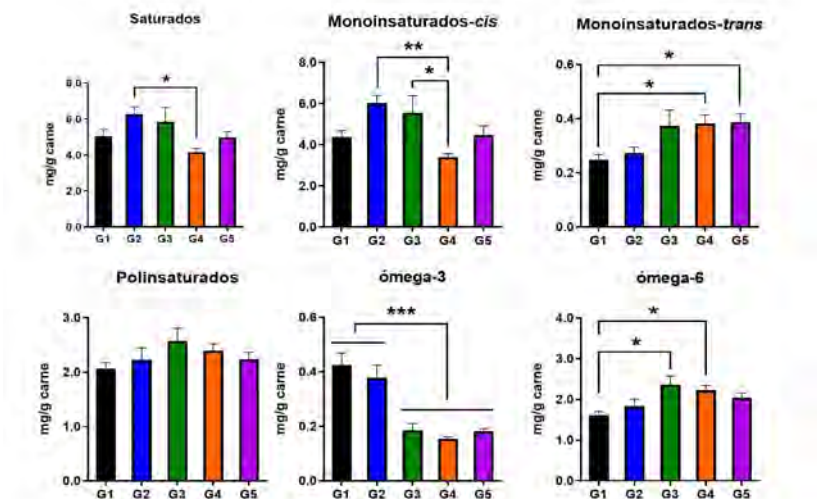 Saturados
Monoinsaturados-cis
Monoinsaturados-trans
mg/g carne
8.0
6.0
4.0
2.0
0.0
*
G1 G2 G3 G4 G5
mg/g carne
8.0
6.0
4.0
2.0
0.0
**
*
G1 G2 G3 G4 G5
mg/g carne
0.6
0.4
0.2
0.0
*
*
G1 G2 G3 G4 G5
Polinsaturados
ómega-3
ómega-6
mg/g carne
3.0
2.0
1.0
0.0
G1 G2 G3 G4 G5
mg/g carne
0.6
0.4
0.2
0.0
***
G1 G2 G3 G4 G5
mg/g carne
4.0
3.0
2.0
1.0
0.0
*
*
G1 G2 G3 G4 G5